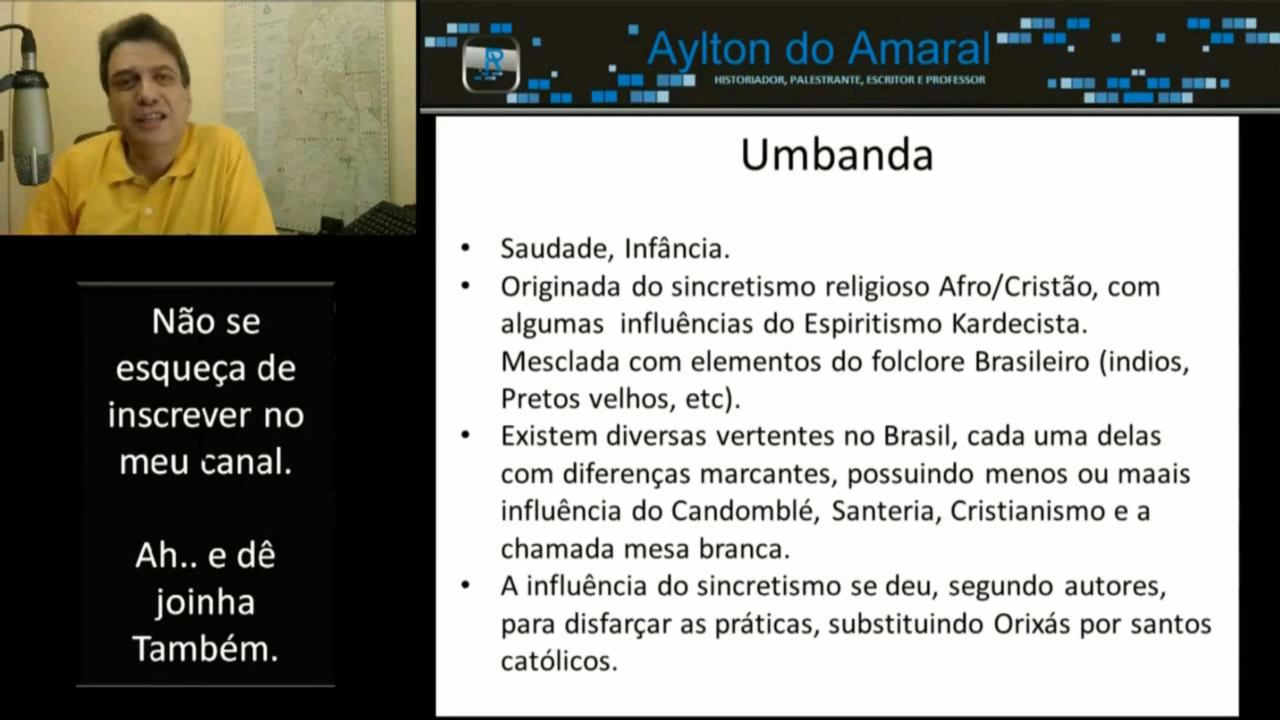 Aylton do Amaral
HISTORIADOR, PALESTRANTE, ESCRITOR E PROFESSOR
R
Umbanda
• Saudade, Infância.
• Originada do sincretismo religioso Afro/Cristão, com
algumas influências do Espiritismo Kardecista.
Mesclada com elementos do folclore Brasileiro (indios,
Pretos velhos, etc).
• Existem diversas vertentes no Brasil, cada uma delas
com diferenças marcantes, possuindo menos ou maais
influência do Candomblé, Santeria, Cristianismo e a
chamada mesa branca.
• A influência do sincretismo se deu, segundo autores,
para disfarçar as práticas, substituindo Orixás por santos
católicos.
Não se
esqueça de
inscrever no
meu canal.
Ah.. e dê
joinha
Também.